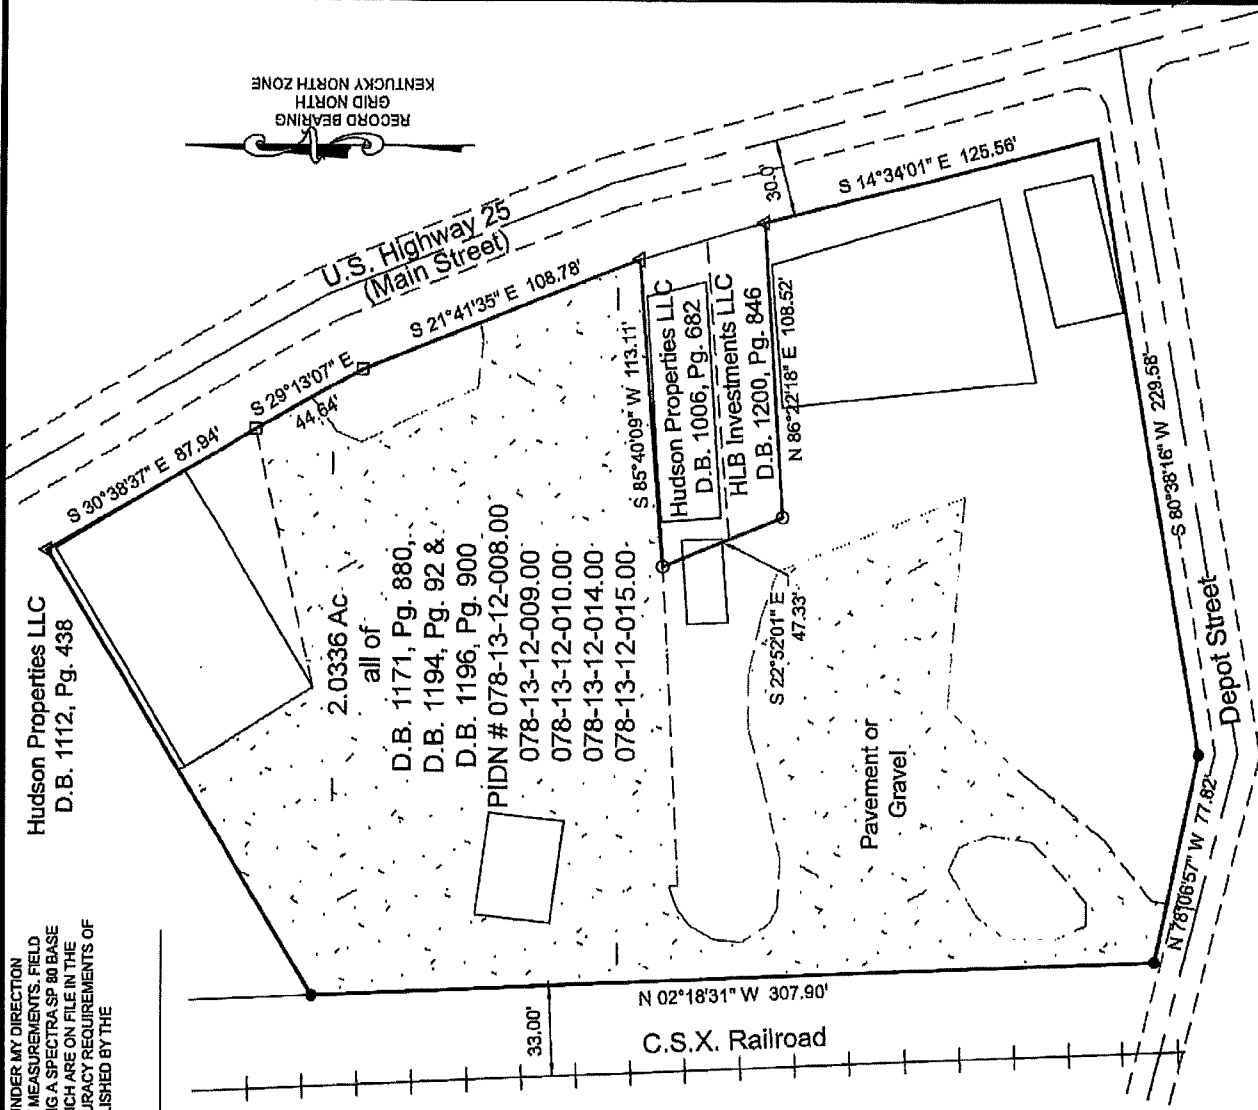 RECORD BEARING
GRID NORTH
KENTUCKY NORTH ZONE
U.S. Highway 25
(Main Street)
S 30°38'37" E 87.94'
S 29°13'07" E
44.64'
S 21°41'35" E 108.78'
30.0'
S 14°34'01" E 125.56'
Hudson Properties LLC
D.B. 1112, Pg. 438
2.0336 Ac
all of
D.B. 1171, Pg. 880,
D.B. 1194, Pg. 92 &
D.B. 1196, Pg. 900
PIDN # 078-13-12-008.00
078-13-12-009.00
078-13-12-010.00
078-13-12-014.00
078-13-12-015.00
S 85°40'09" W 113.11'
Hudson Properties LLC
D.B. 1006, Pg. 682
HLB Investments LLC
D.B. 1200, Pg. 846
N 86°22'18" E 108.52'
S 22°52'01" E
47.33'
Pavement or
Gravel
S 80°38'16" W 229.58'
Depot Street
N 78°06'57" W 77.82'
N 02°18'31" W 307.90'
33.00'
C.S.X. Railroad
NDER MY DIRECTION
MEASUREMENTS. FIELD
G A SPECTRA SP 80 BASE
CH ARE ON FILE IN THE
URACY REQUIREMENTS OF
LISHED BY THE